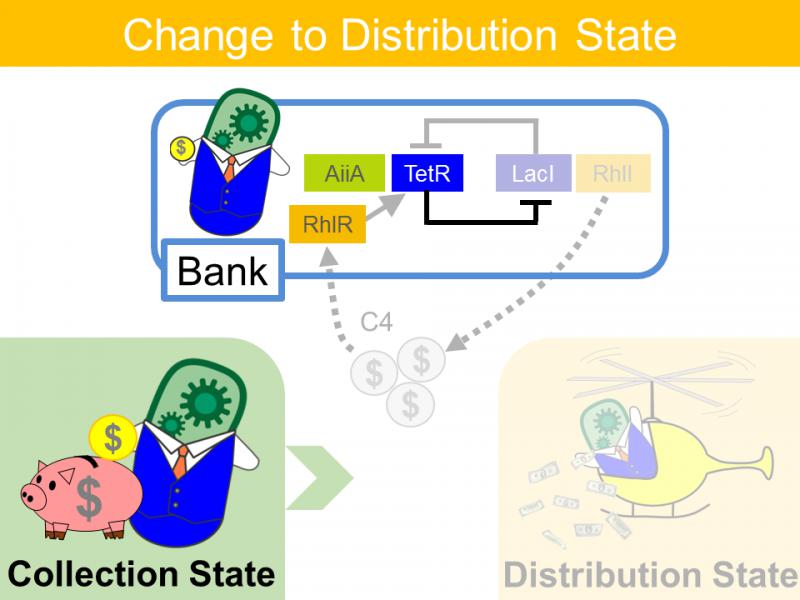 Change to Distribution State
$
AiiA
TetR
LacI
RhlI
RhlR
Bank
C4
$
$
$
$
$
Collection State
Distribution State